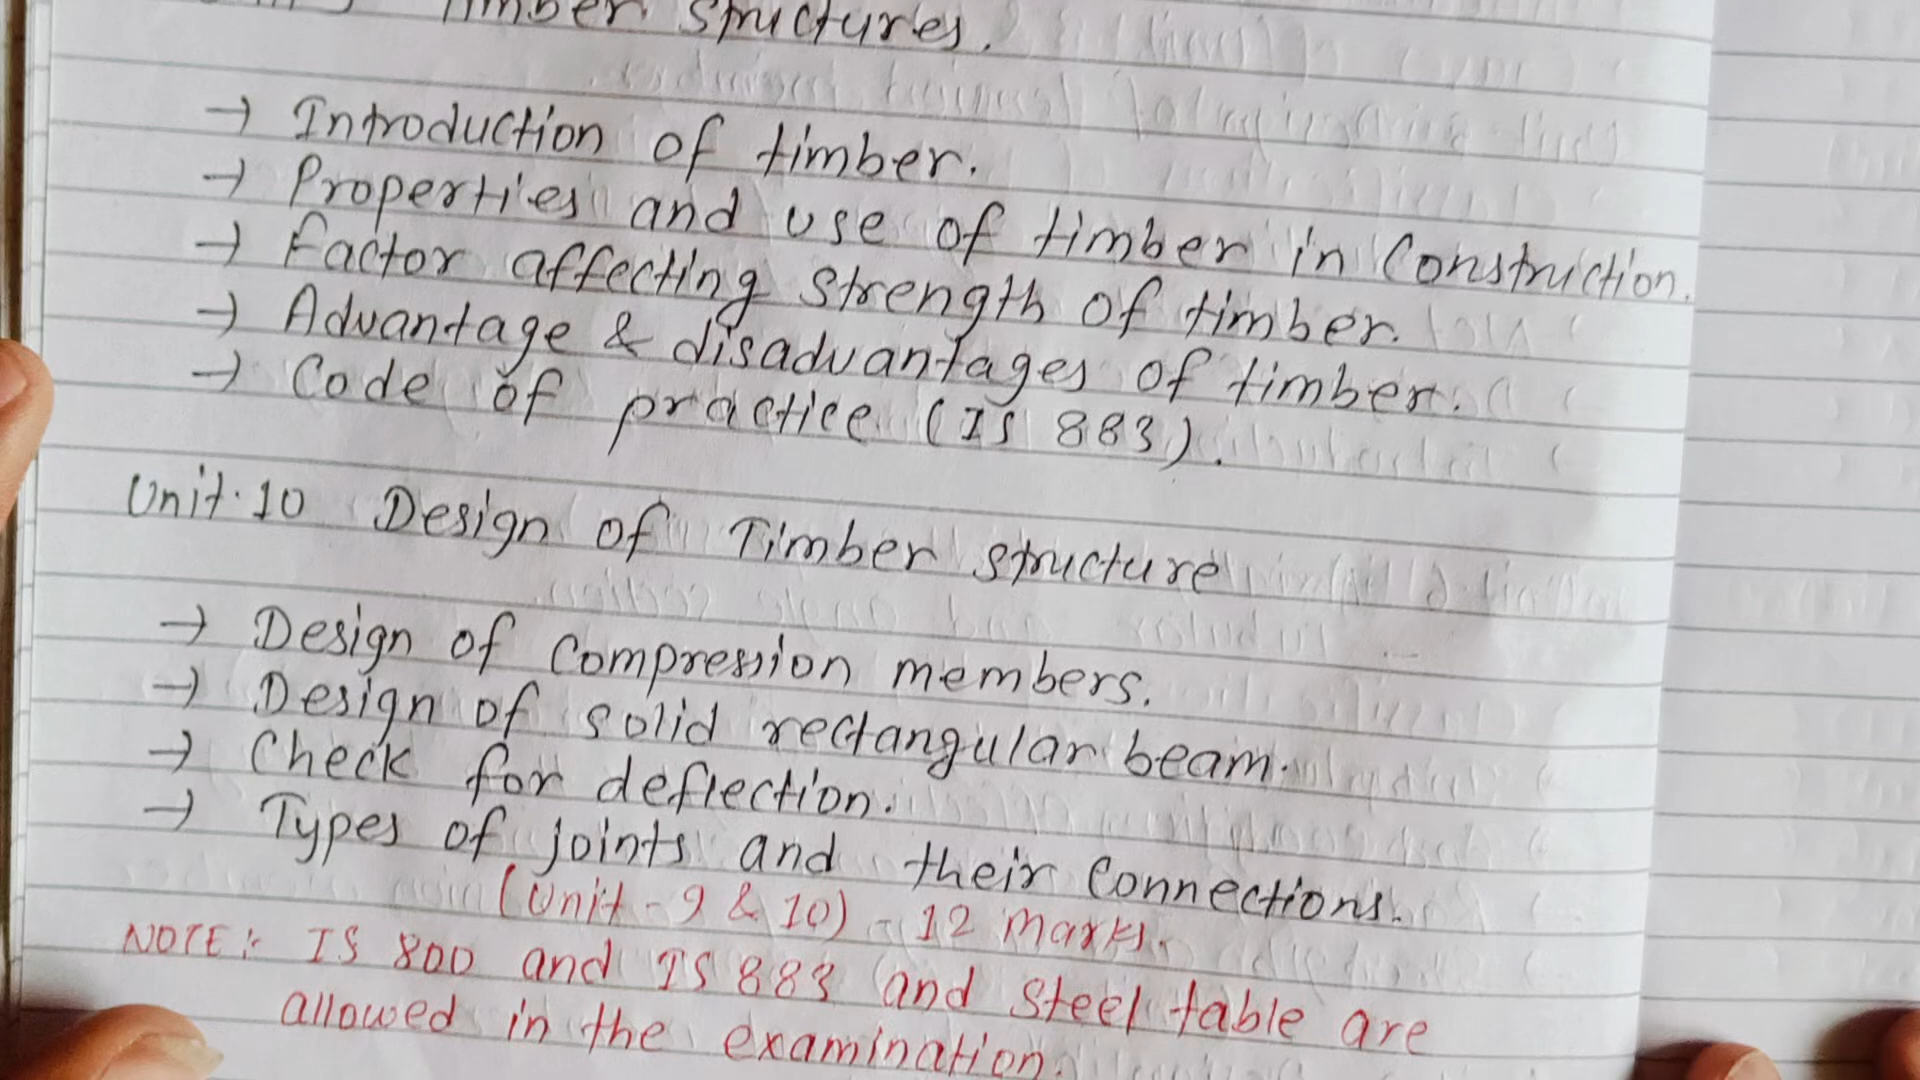 Timber structures.
→ Introduction of timber.
→ Properties and use of timber in Construction.
→ Factor affecting strength of timber.
→ Advantage & disadvantages of timber.
→ Code of practice (IS 883).
Unit.10 Design of Timber structure
→ Design of Compression members.
→ Design of solid rectangular beam.
→ Check for deflection.
→ Types of joints and their Connections.
(Unit-9 & 10) - 12 Marks.
NOTE:- IS 800 and IS 883 and Steel table are
allowed in the examination.